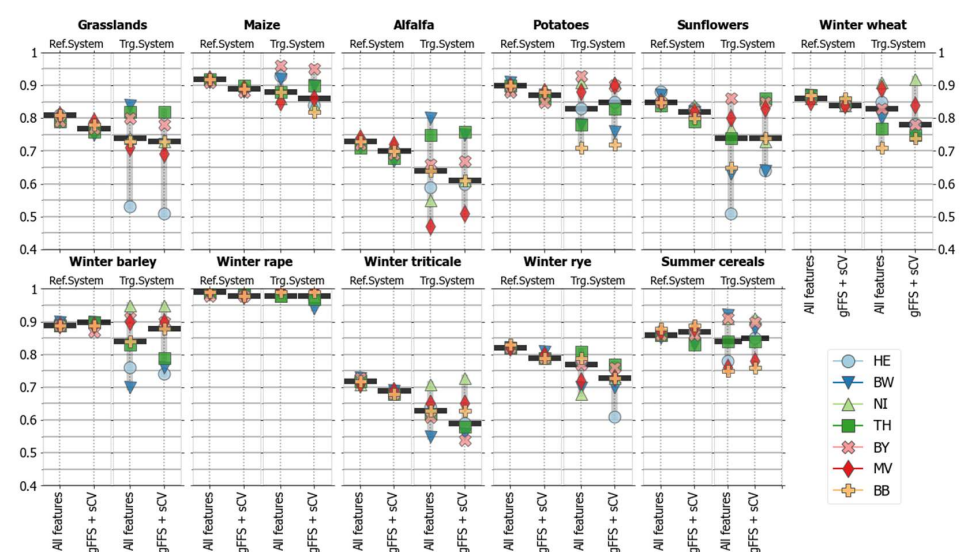 Grasslands Maize Alfalfa Potatoes Sunflowers Winter wheat
Ref.System Trg.System Ref.System Trg.System Ref.System Trg.System Ref.System Trg.System Ref.System Trg.System Ref.System Trg.System
1 1
0.9 0.9
0.8 0.8
0.7 0.7
0.6 0.6
0.5 0.5
0.4 0.4
Winter barley Winter rape Winter triticale Winter rye Summer cereals
Ref.System Trg.System Ref.System Trg.System Ref.System Trg.System Ref.System Trg.System Ref.System Trg.System
All features gFFS + sCV All features gFFS + sCV
1
0.9
0.8
0.7
0.6
0.5
0.4
HE
BW
NI
TH
BY
MV
BB
All features gFFS + sCV All features gFFS + sCV All features gFFS + sCV All features gFFS + sCV All features gFFS + sCV All features gFFS + sCV All features gFFS + sCV All features gFFS + sCV All features gFFS + sCV All features gFFS + sCV